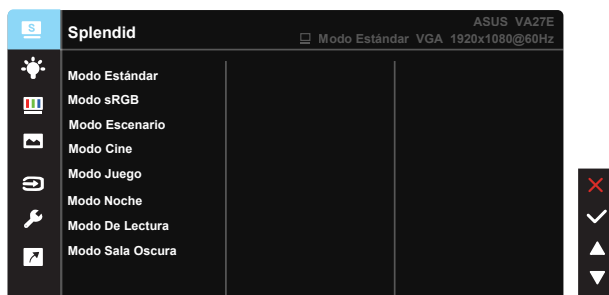 S
Splendid
ASUS VA27E
Modo Estándar VGA 1920x1080@60Hz
Modo Estándar
Modo sRGB
Modo Escenario
Modo Cine
Modo Juego
Modo Noche
Modo De Lectura
Modo Sala Oscura